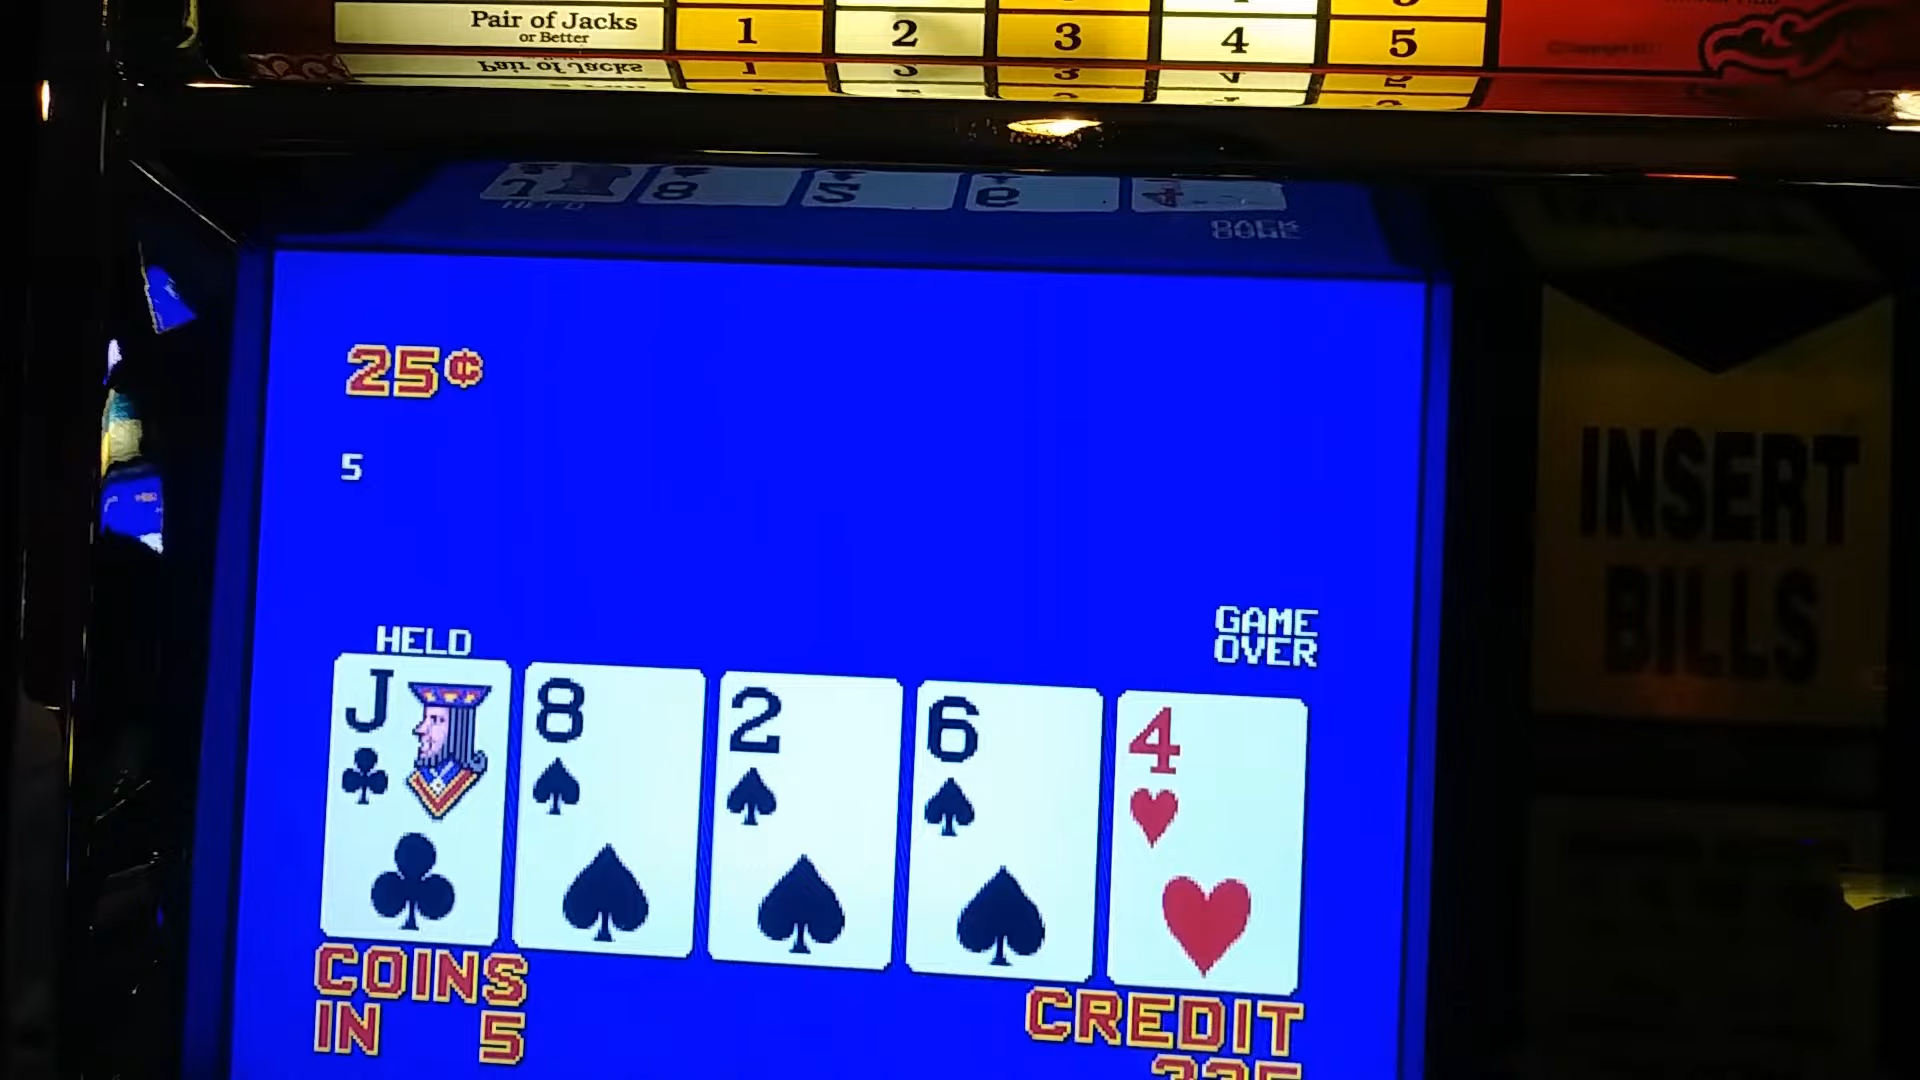 Pair of Jacks 1 2 3 4 5
or Better
25¢
5
GAME
OVER
HELD
J 8 2 6 4
COINS
IN 5
CREDIT
INSERT
BILLS